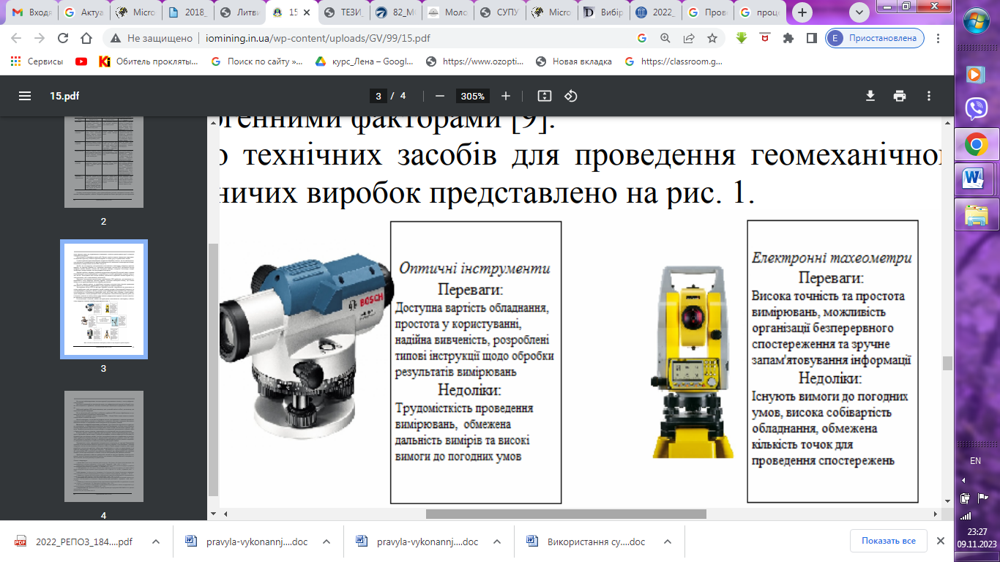 Входя
Актуа
Micro
2018_
Литви
15
ТЕЗИ_
82_М
Моло
СУПУ
Micro
Вибір
2022_
Пров
проце
Не защищено
iomining.in.ua/wp-content/uploads/GV/99/15.pdf
E
Приостановлена
Сервисы
Обитель прокляты...
Поиск по сайту »...
курс_Лена – Googl...
https://www.ozopti...
Новая вкладка
https://classroom.g...
15.pdf
3 / 4
305%
2
3
4
огенними факторами [9].
о технічних засобів для проведення геомеханічног
ничих виробок представлено на рис. 1.
BOSCH
Оптичні інструменти
Переваги:
Доступна вартість обладнання,
простота у користуванні,
надійна вивченість, розроблені
типові інструкції щодо обробки
результатів вимірювань
Недоліки:
Трудомісткість проведення
вимірювань, обмежена
дальність вимірів та високі
вимоги до погодних умов
Електронні тахеометри
Переваги:
Висока точність та простота
вимірювань, можливість
організації безперервного
спостереження та зручне
запам'ятовування інформації
Недоліки:
Існують вимоги до погодних
умов, висока собівартість
обладнання, обмежена
кількість точок для
проведення спостережень
2022_РЕПОЗ_184....pdf
pravyla-vykonannj....doc
pravyla-vykonannj....doc
Використання су....doc
Показать все
EN
23:27
09.11.2023